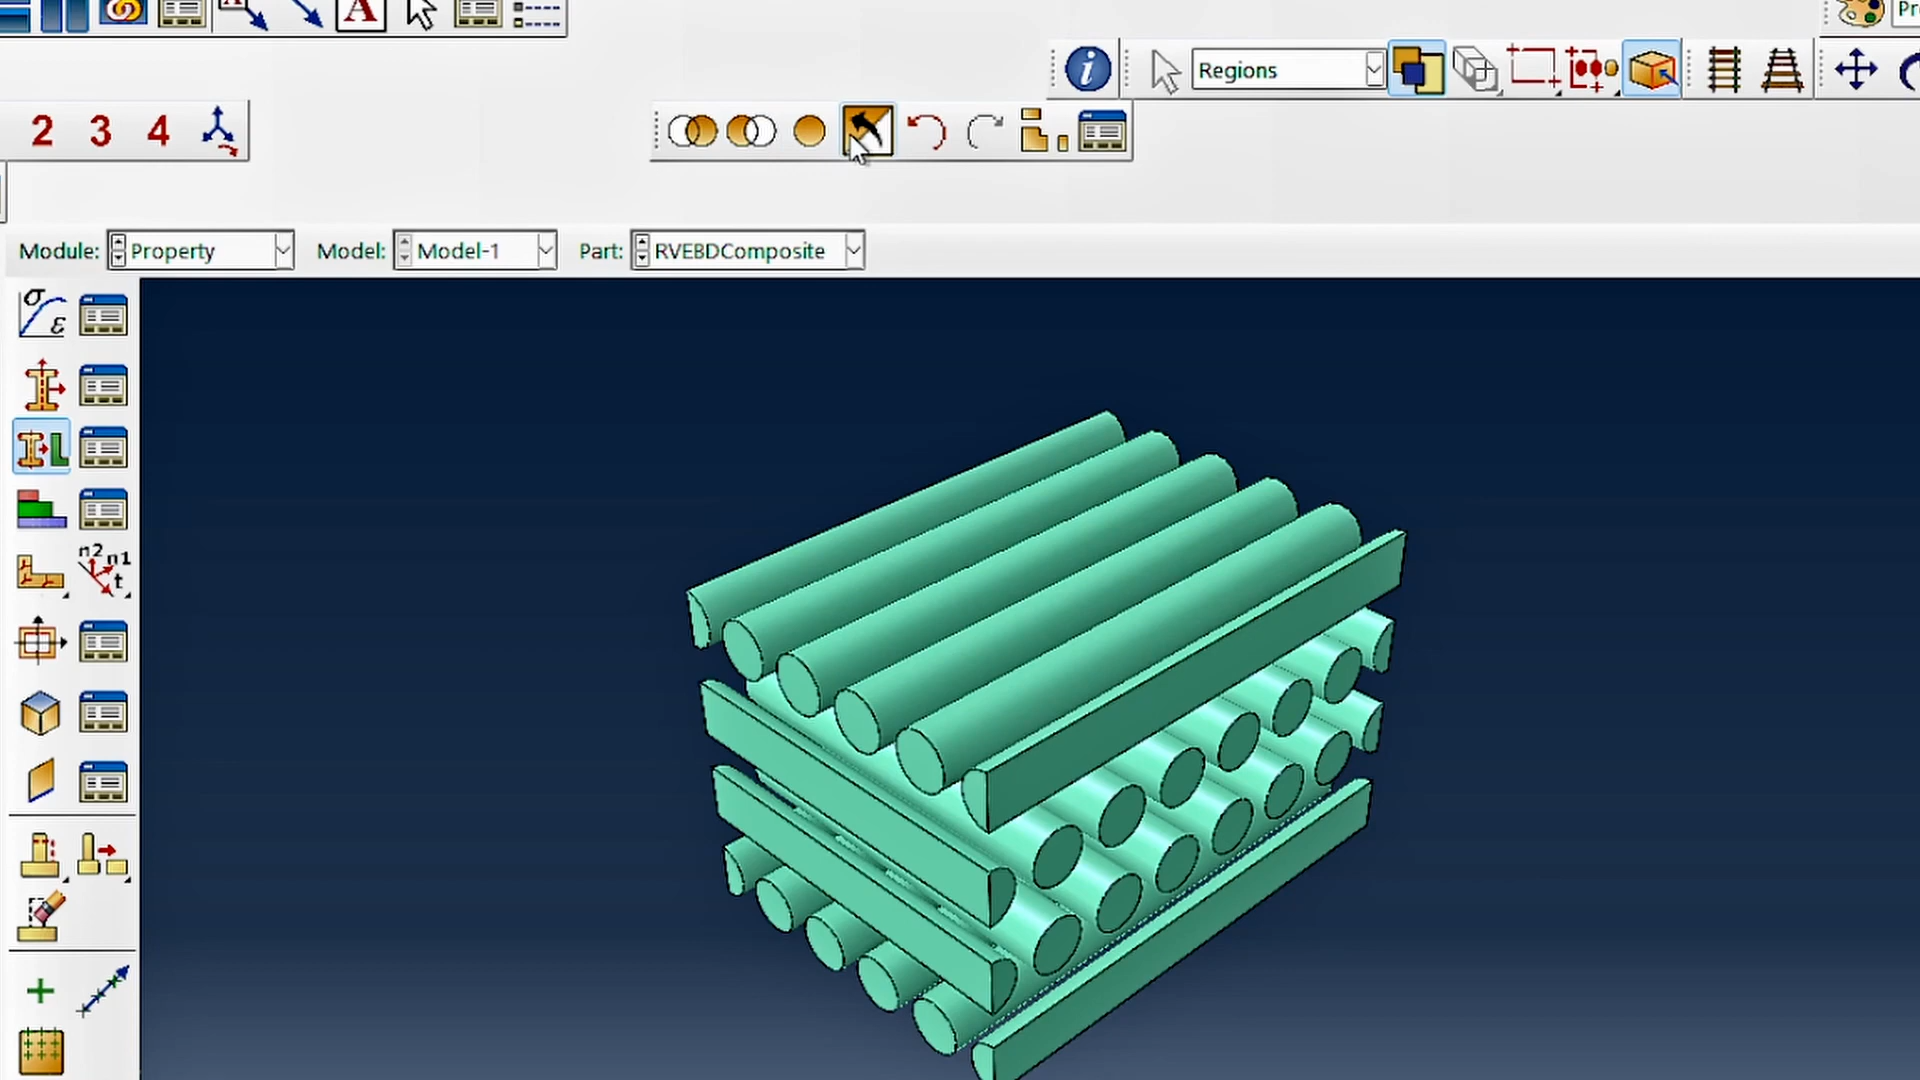 A
Pr
i
Regions
2 3 4
Module: Property Model: Model-1 Part: RVEBDComposite
σ
ε
n2 n1
t